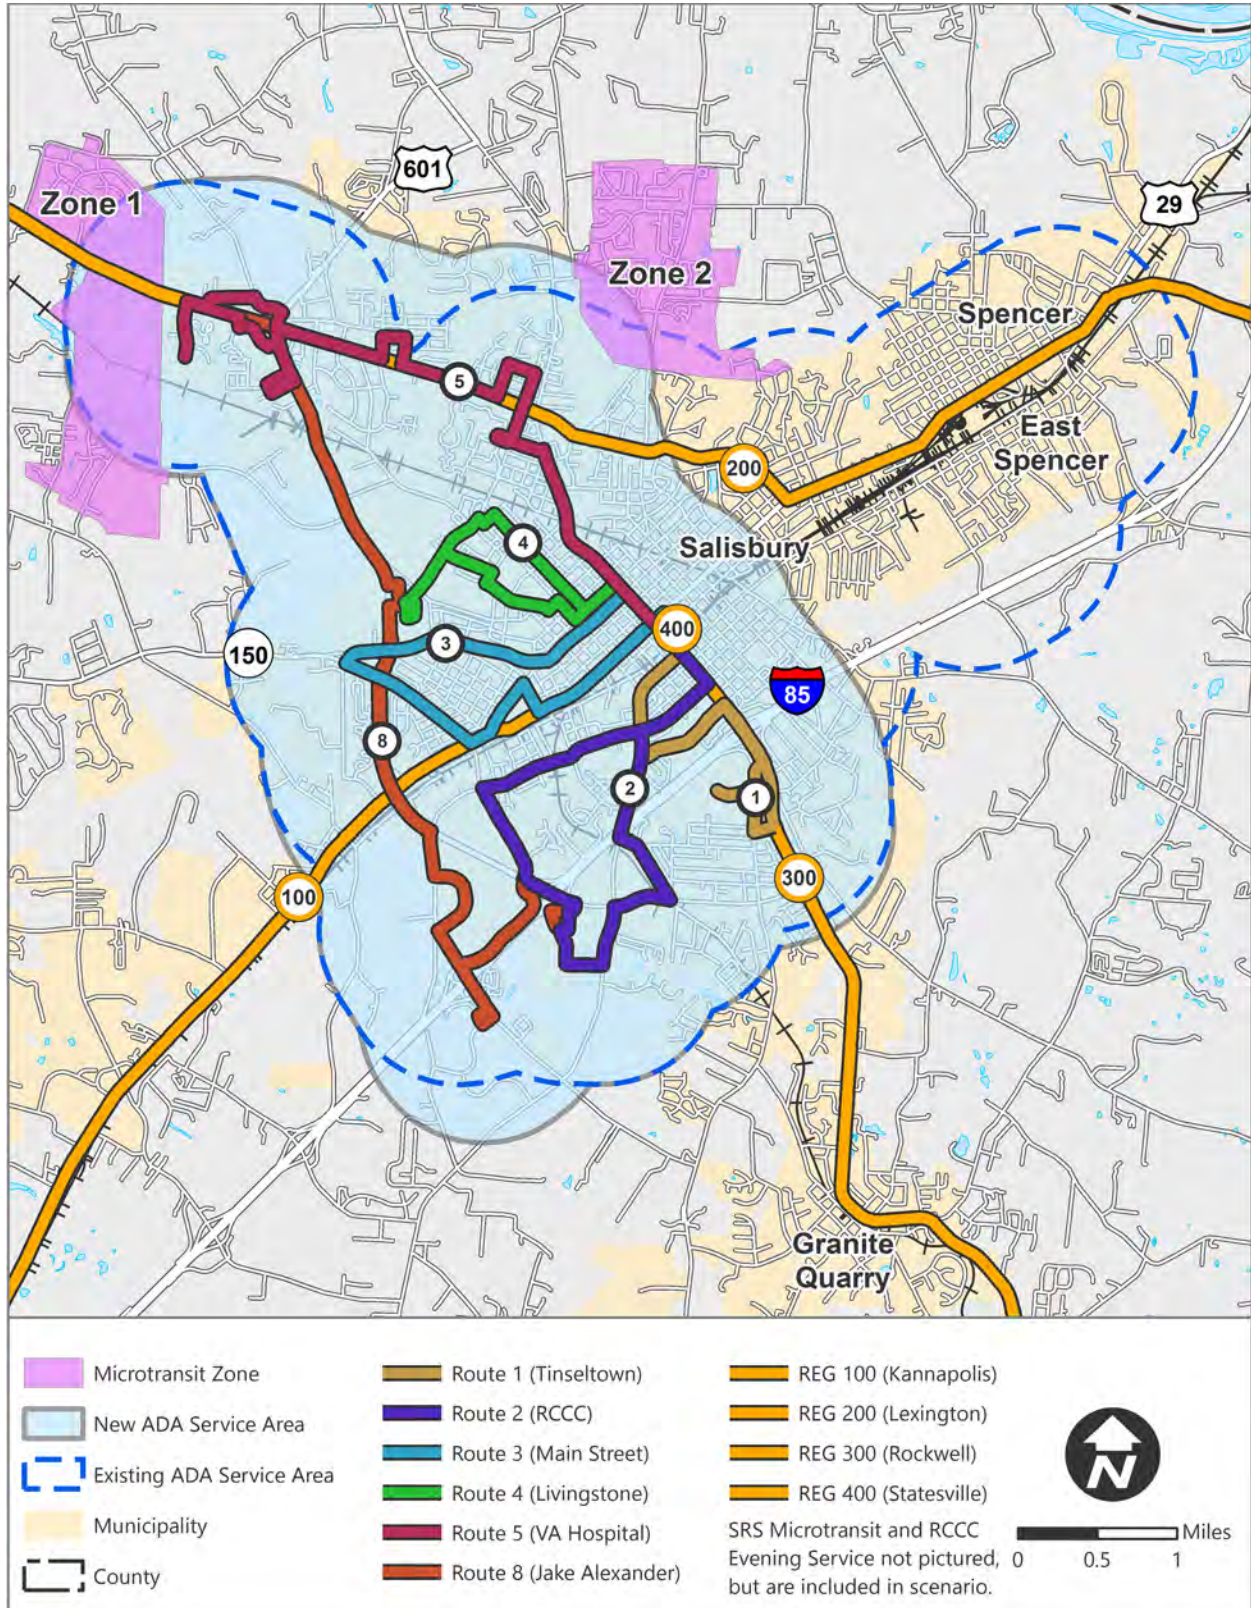 601
29
Zone 1
Zone 2
Spencer
5
East
Spencer
200
4
Salisbury
400
3
150
85
8
2
1
100
300
Granite
Quarry
Microtransit Zone
New ADA Service Area
Existing ADA Service Area
Municipality
County
Route 1 (Tinseltown)
Route 2 (RCCC)
Route 3 (Main Street)
Route 4 (Livingstone)
Route 5 (VA Hospital)
Route 8 (Jake Alexander)
REG 100 (Kannapolis)
REG 200 (Lexington)
REG 300 (Rockwell)
REG 400 (Statesville)
SRS Microtransit and RCCC
Evening Service not pictured,
but are included in scenario.
N
Miles
0 0.5 1